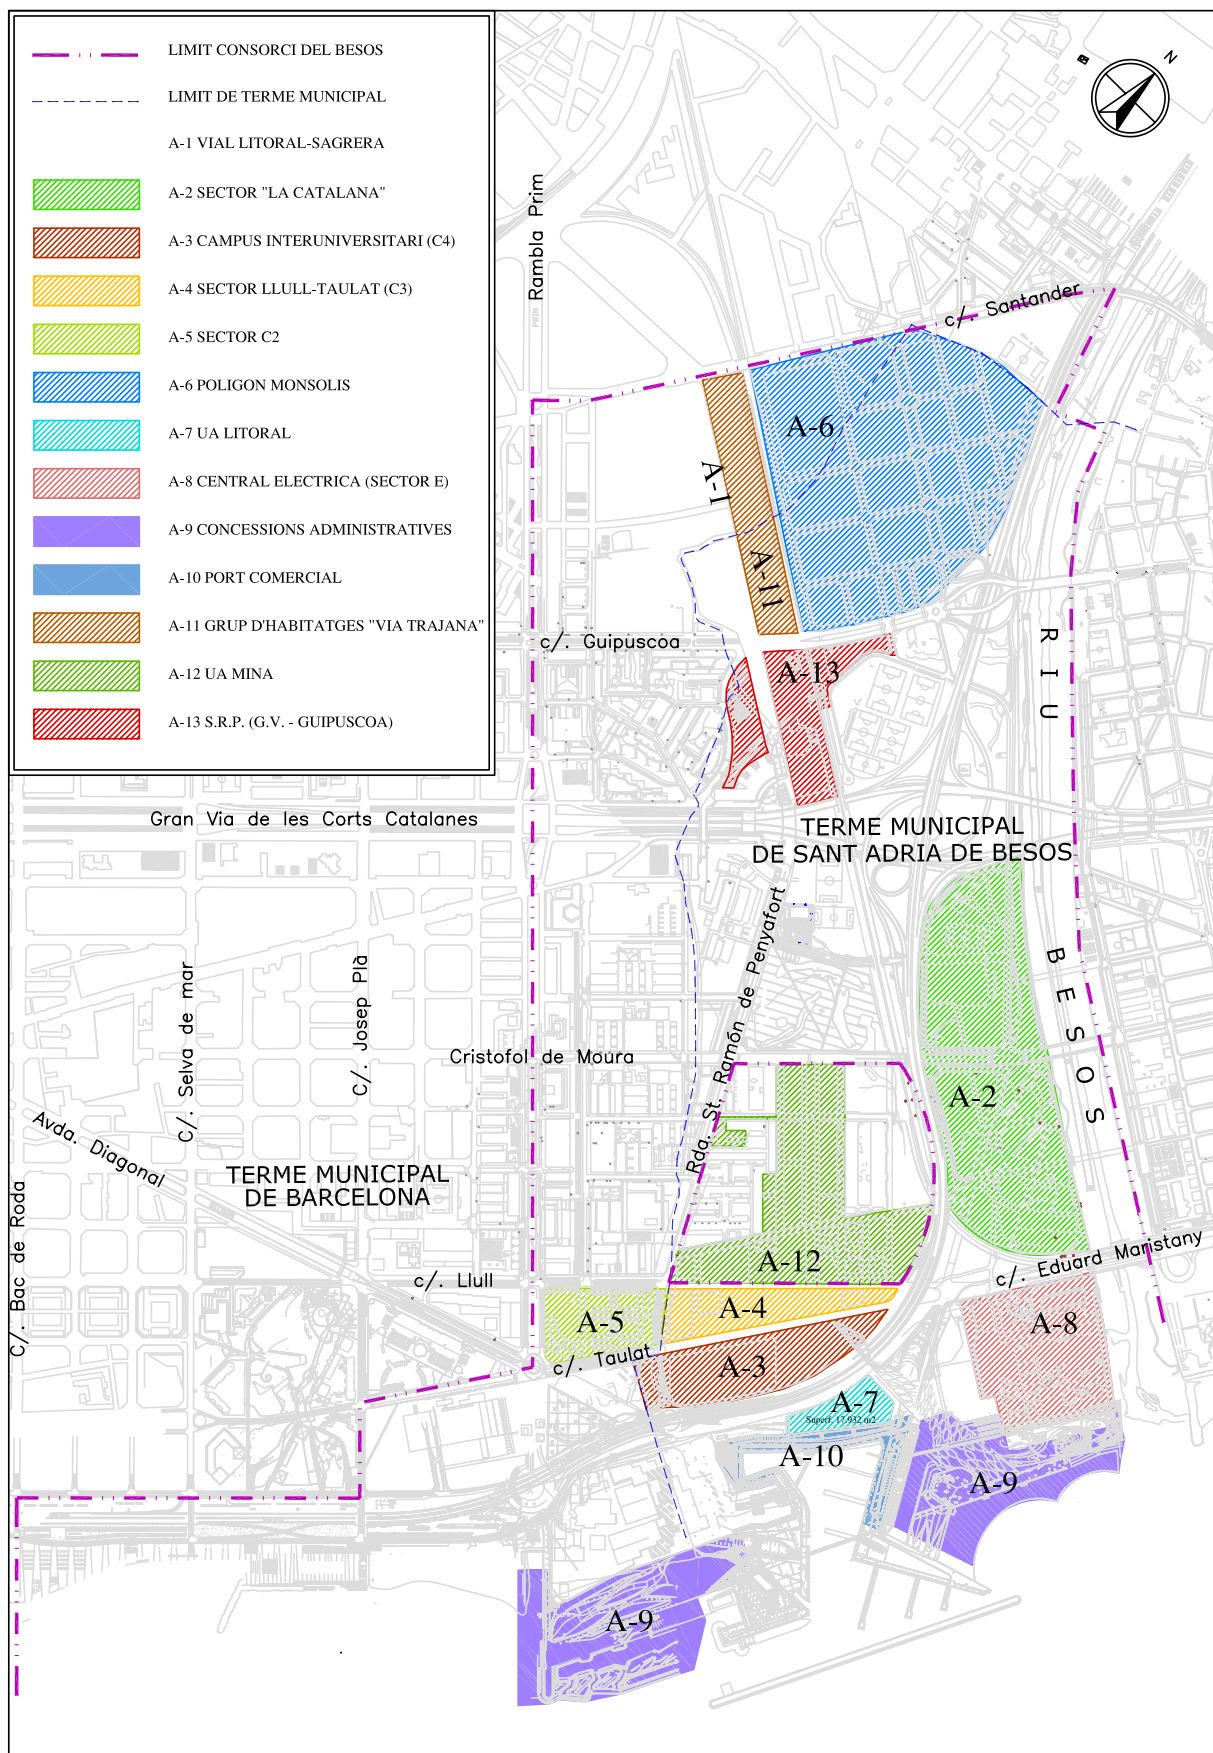 LIMIT CONSORCI DEL BESOS
LIMIT DE TERME MUNICIPAL
A-1 VIAL LITORAL-SAGRERA
A-2 SECTOR "LA CATALANA"
A-3 CAMPUS INTERUNIVERSITARI (C4)
A-4 SECTOR LLULL-TAULAT (C3)
A-5 SECTOR C2
A-6 POLIGON MONSOLIS
A-7 UA LITORAL
A-8 CENTRAL ELECTRICA (SECTOR E)
A-9 CONCESSIONS ADMINISTRATIVES
A-10 PORT COMERCIAL
A-11 GRUP D'HABITATGES "VIA TRAJANA"
A-12 UA MINA
A-13 S.R.P. (G.V. - GUIPUSCOA)
N
Rambla Prim
PRIM
c/. Santander
A-6
A-1
A-11
c/. Guipuscoa
A-13
RIU
BESOS
Gran Via de les Corts Catalanes
TERME MUNICIPAL
DE SANT ADRIA DE BESOS
Rda. St. Ramón de Penyafort
C/. Selva de mar
C/. Josep Plà
Cristofol de Moura
A-2
Avda. Diagonal
TERME MUNICIPAL
DE BARCELONA
C/. Bac de Roda
c/. Llull
A-12
c/. Eduard Maristany
A-5
A-4
A-8
c/. Taulat
A-3
A-7
Superf. 17.932 m2
A-10
A-9
A-9